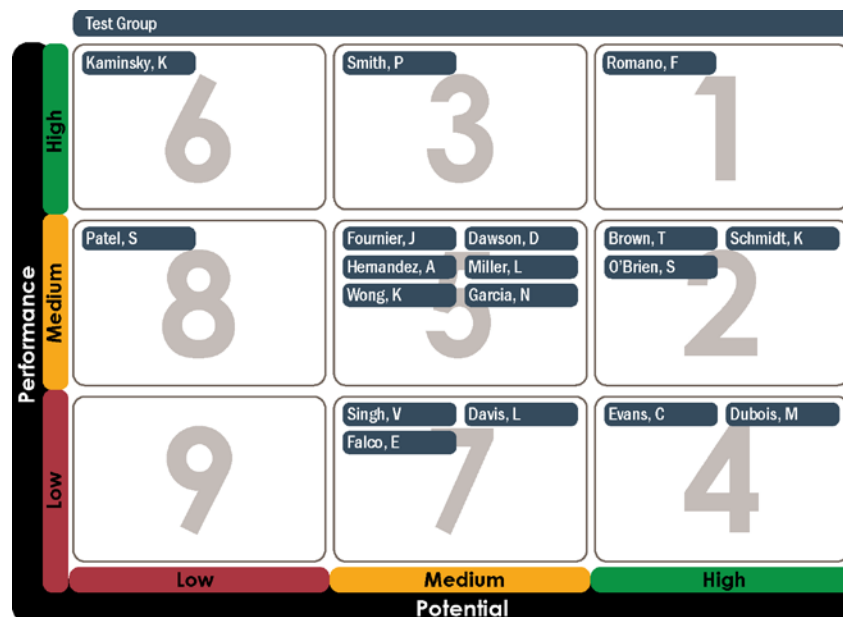 Test Group
Kaminsky, K
Smith, P
Romano, F
6
3
1
High
Patel, S
Fournier, J
Dawson, D
Brown, T
Schmidt, K
Hernandez, A
Miller, L
O'Brien, S
Wong, K
Garcia, N
8
5
2
Medium
Performance
Singh, V
Davis, L
Evans, C
Dubois, M
Falco, E
9
7
4
Low
Low
Medium
High
Potential